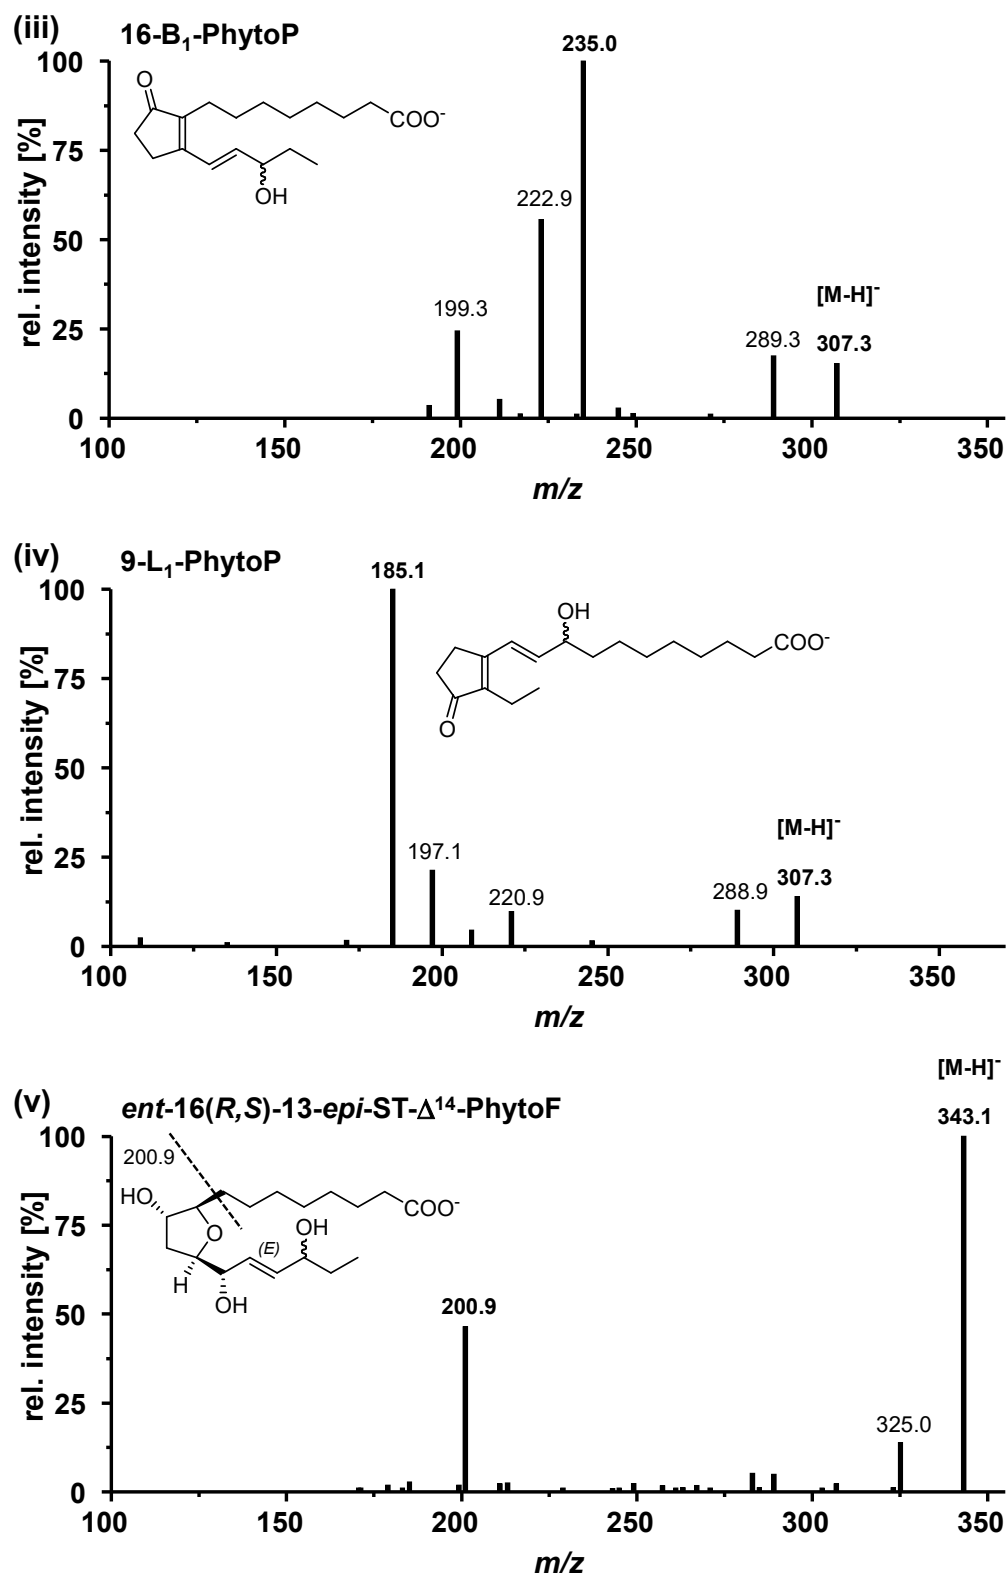 (iii)
16-B₁-PhytoP
235.0
O
COO⁻
OH
222.9
199.3
[M-H]⁻
289.3
307.3
rel. intensity [%]
100
75
50
25
0
100 150 200 250 300 350
m/z
(iv)
9-L₁-PhytoP
185.1
OH
COO⁻
O
197.1
220.9
[M-H]⁻
288.9
307.3
rel. intensity [%]
100
75
50
25
0
100 150 200 250 300 350
m/z
[M-H]⁻
(v)
ent-16(R,S)-13-epi-ST-Δ¹⁴-PhytoF
343.1
200.9
HO
COO⁻
O
OH
(E)
H
OH
200.9
325.0
rel. intensity [%]
100
75
50
25
0
100 150 200 250 300 350
m/z